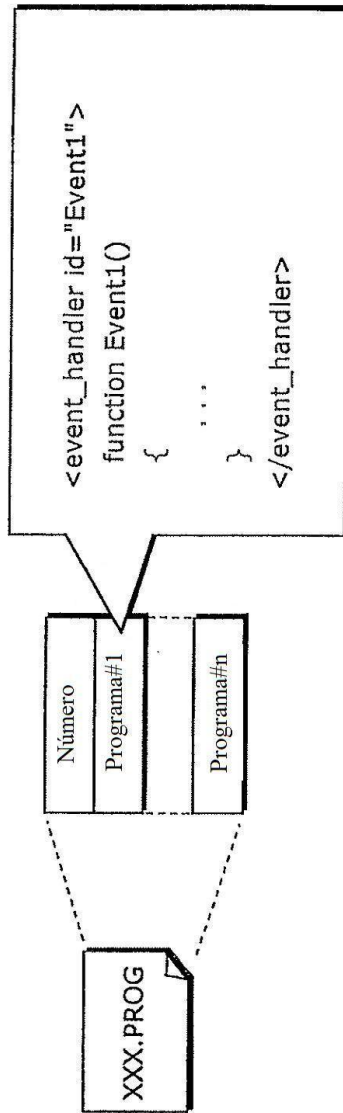 XXX.PROG
Número
Programa#1
Programa#n
<event_handler id="Event1">
function Event1()
{
...
}
</event_handler>